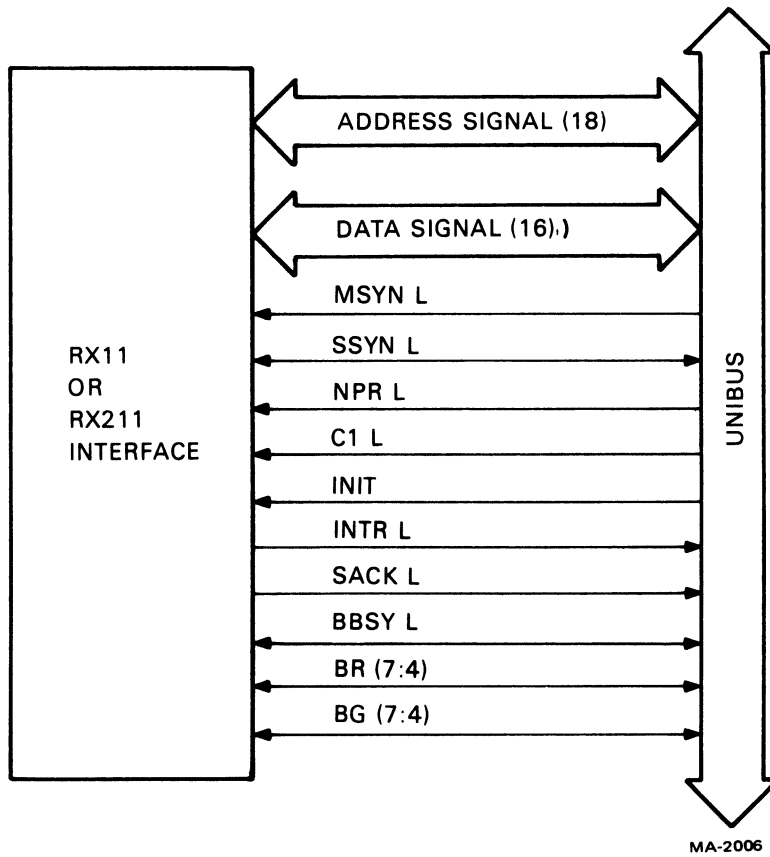 ADDRESS SIGNAL (18)
DATA SIGNAL (16),)
MSYN L
SSYN L
NPR L
C1 L
INIT
INTR L
SACK L
BBSY L
BR (7:4)
BG (7:4)
RX11
OR
RX211
INTERFACE
UNIBUS
MA-2006